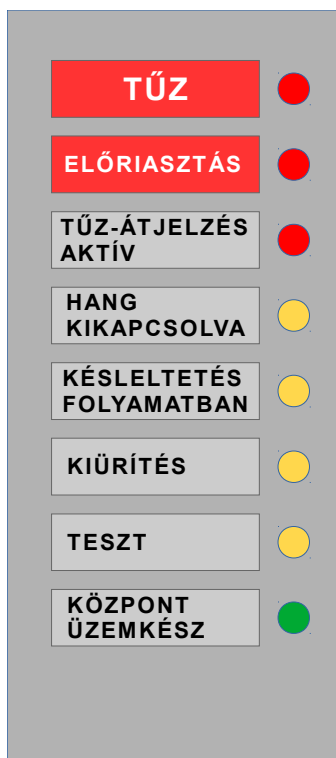 TŰZ
ELŐRIASZTÁS
TŰZ-ÁTJELZÉS
AKTÍV
HANG
KIKAPCSOLVA
KÉSLELTETÉS
FOLYAMATBAN
KIÜRÍTÉS
TESZT
KÖZPONT
ÜZEMKÉSZ